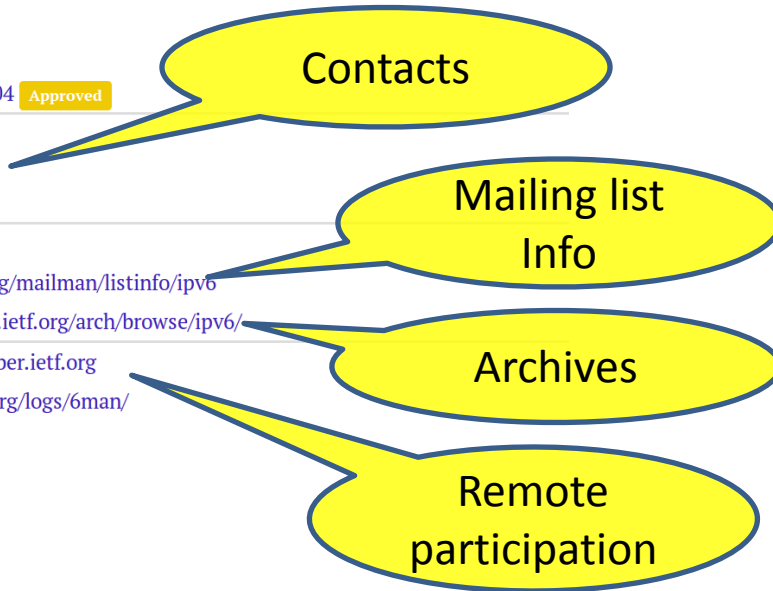 Contacts
04 Approved
Mailing list
Info
g/mailman/listinfo/ipv6
.ietf.org/arch/browse/ipv6/
Archives
ber.ietf.org
rg/logs/6man/
Remote
participation